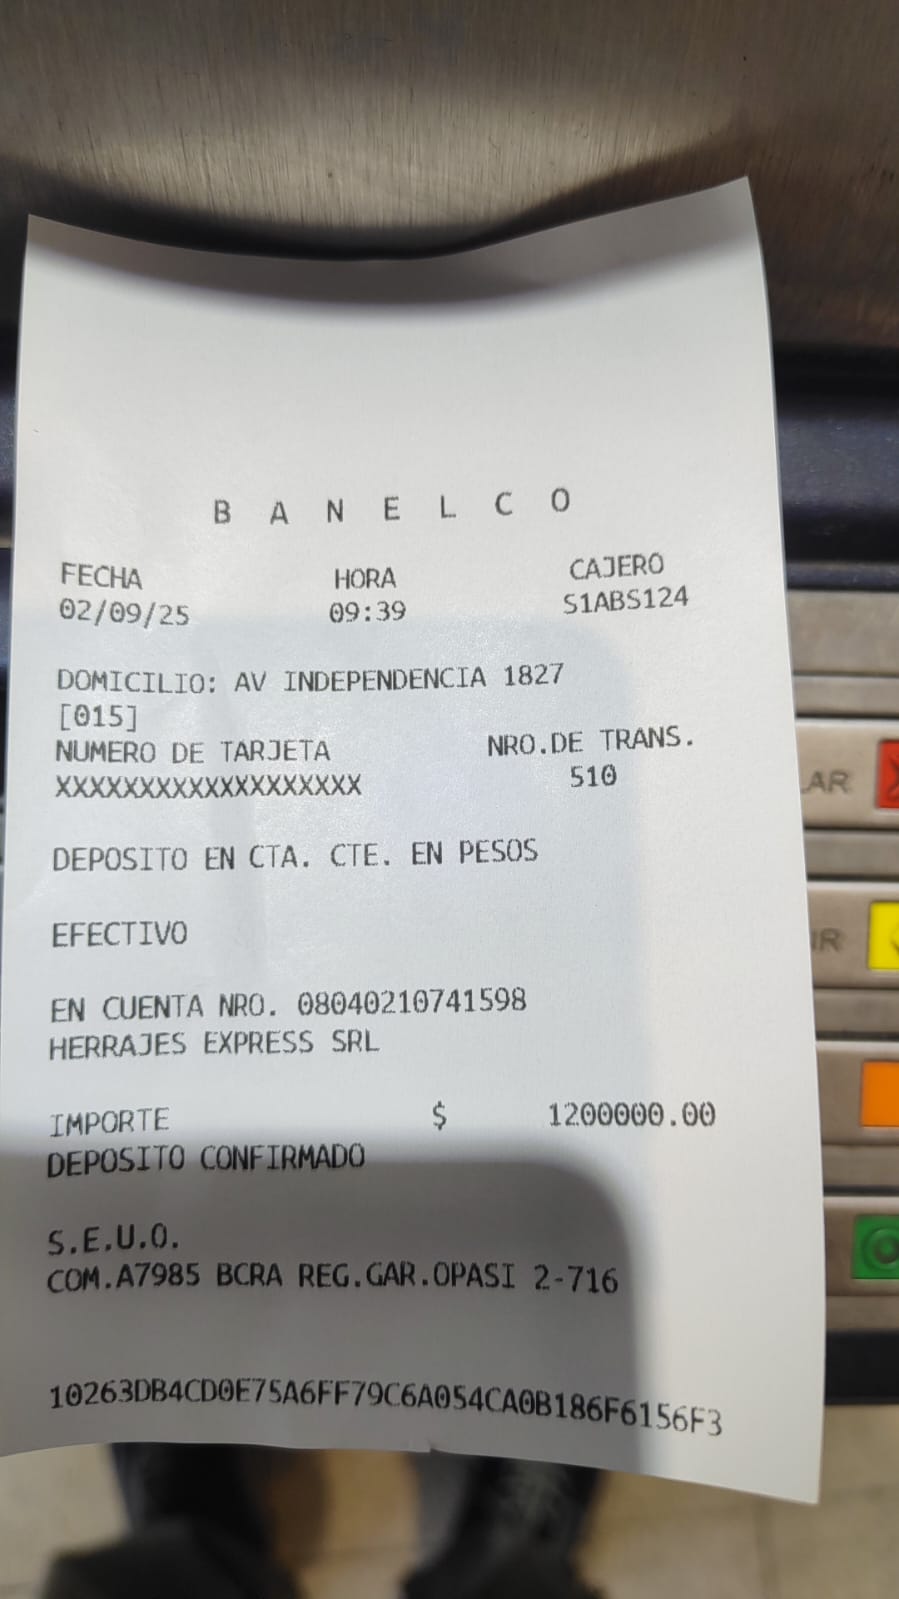 B A N E L C O
FECHA HORA CAJERO
02/09/25 09:39 S1ABS124
DOMICILIO: AV INDEPENDENCIA 1827
[015]
NUMERO DE TARJETA NRO.DE TRANS.
XXXXXXXXXXXXXXXXXXX 510
DEPOSITO EN CTA. CTE. EN PESOS
EFECTIVO
EN CUENTA NRO. 08040210741598
HERRAJES EXPRESS SRL
IMPORTE $ 1200000.00
DEPOSITO CONFIRMADO
S.E.U.O.
COM.A7985 BCRA REG.GAR.OPASI 2-716
10263DB4CD0E75A6FF79C6A054CA0B186F6156F3
AR
IR